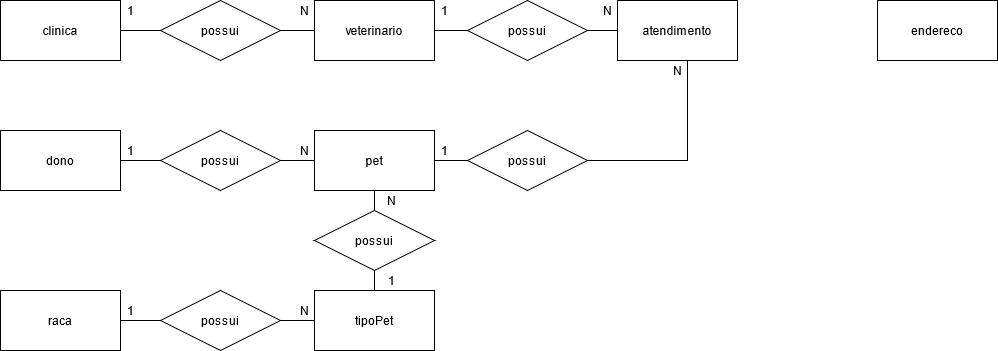 clinica 1 possui N veterinario 1 possui N atendimento endereco
N
dono 1 possui N pet 1 possui
N
possui
1
raca 1 possui N tipoPet